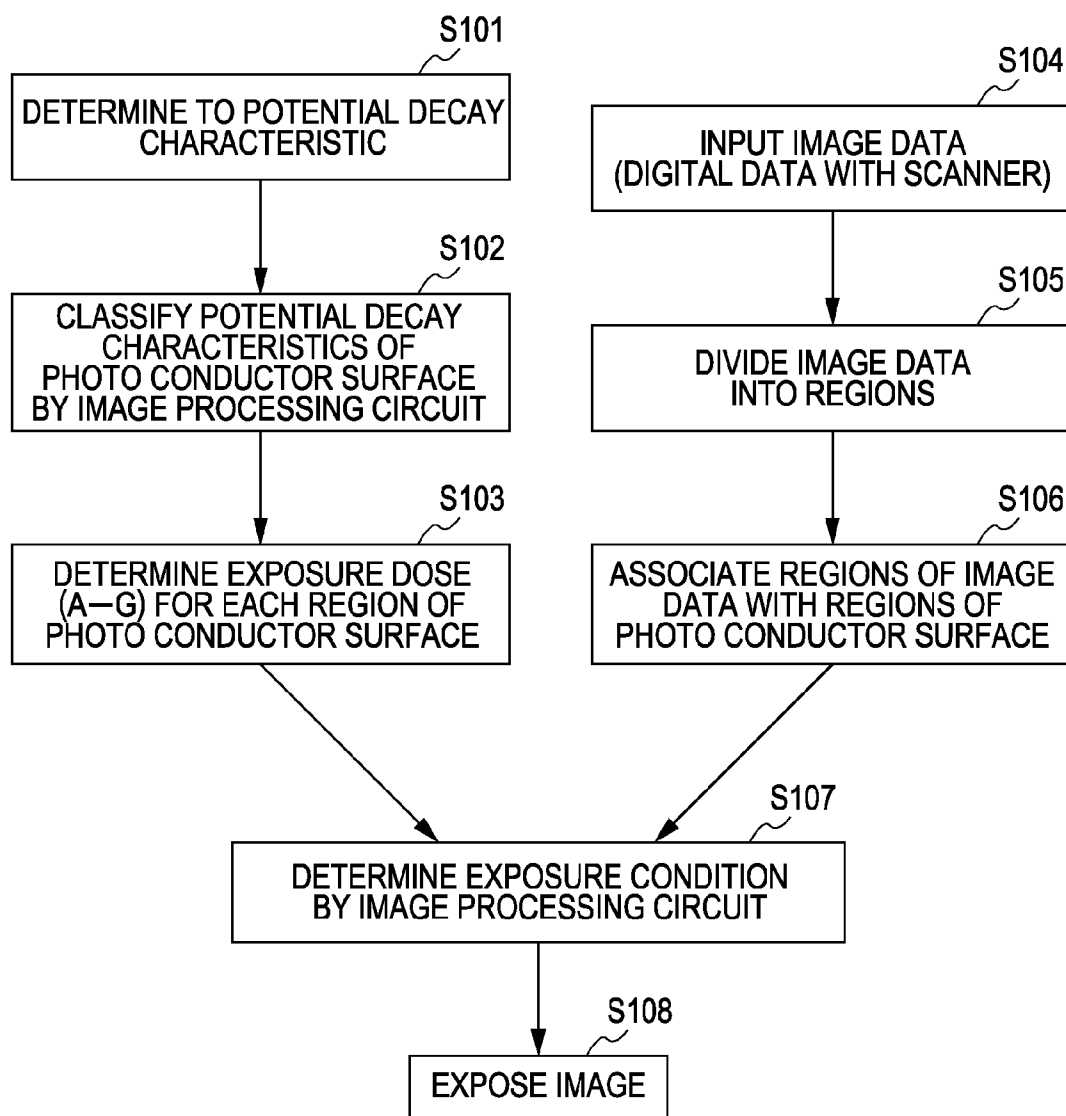 S101
DETERMINE TO POTENTIAL DECAY
CHARACTERISTIC
S102
CLASSIFY POTENTIAL DECAY
CHARACTERISTICS OF
PHOTO CONDUCTOR SURFACE
BY IMAGE PROCESSING CIRCUIT
S103
DETERMINE EXPOSURE DOSE
(A—G) FOR EACH REGION OF
PHOTO CONDUCTOR SURFACE
S104
INPUT IMAGE DATA
(DIGITAL DATA WITH SCANNER)
S105
DIVIDE IMAGE DATA
INTO REGIONS
S106
ASSOCIATE REGIONS OF IMAGE
DATA WITH REGIONS OF
PHOTO CONDUCTOR SURFACE
S107
DETERMINE EXPOSURE CONDITION
BY IMAGE PROCESSING CIRCUIT
S108
EXPOSE IMAGE